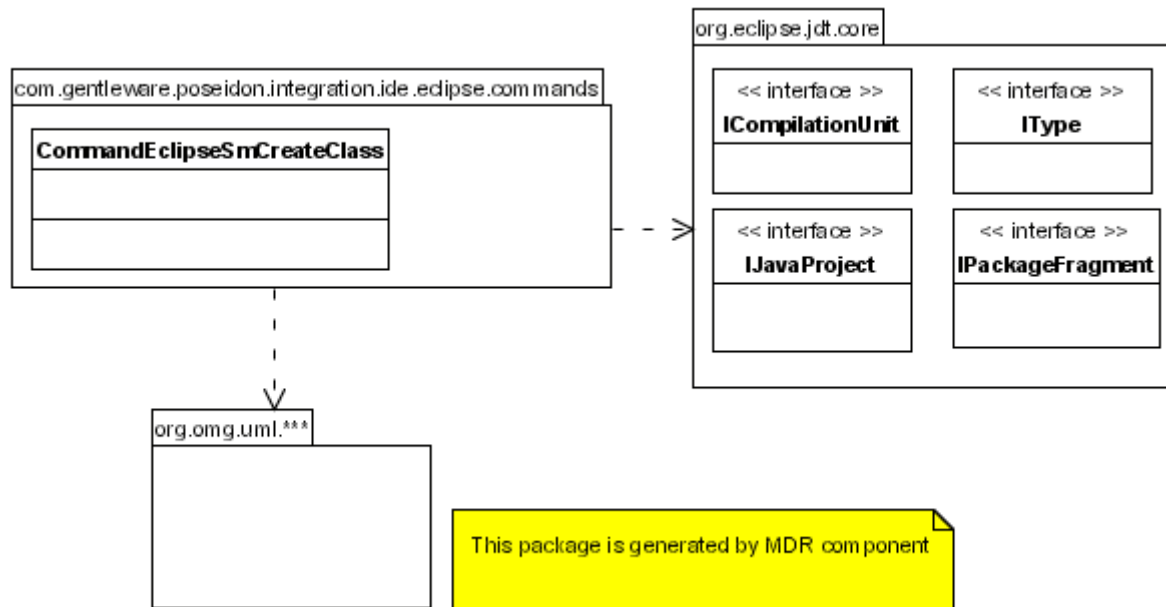 org.eclipse.jdt.core
com.gentleware.poseidon.integration.ide.eclipse.commands
<< interface >>
ICompilationUnit
<< interface >>
IType
CommandEclipseSmCreateClass
<< interface >>
IJavaProject
<< interface >>
IPackageFragment
org.omg.uml.***
This package is generated by MDR component